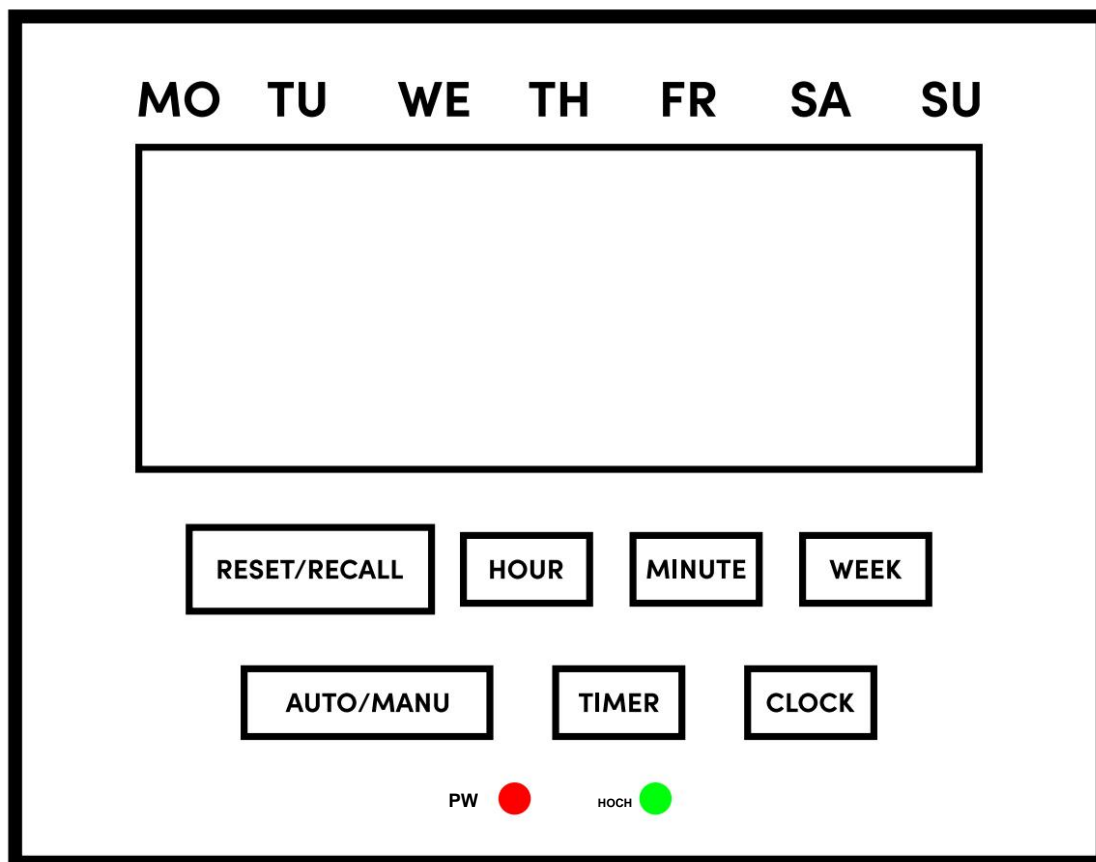 MO TU WE TH FR SA SU
RESET/RECALL HOUR MINUTE WEEK
AUTO/MANU TIMER CLOCK
PW HOCH